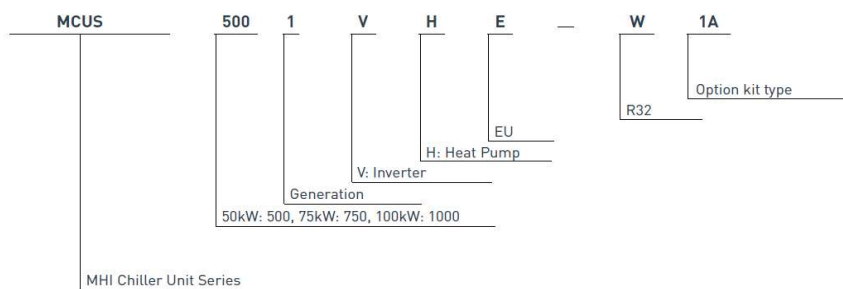 MCUS 500 1 V H E — W 1A
Option kit type
R32
EU
H: Heat Pump
V: Inverter
Generation
50kW: 500, 75kW: 750, 100kW: 1000
MHI Chiller Unit Series